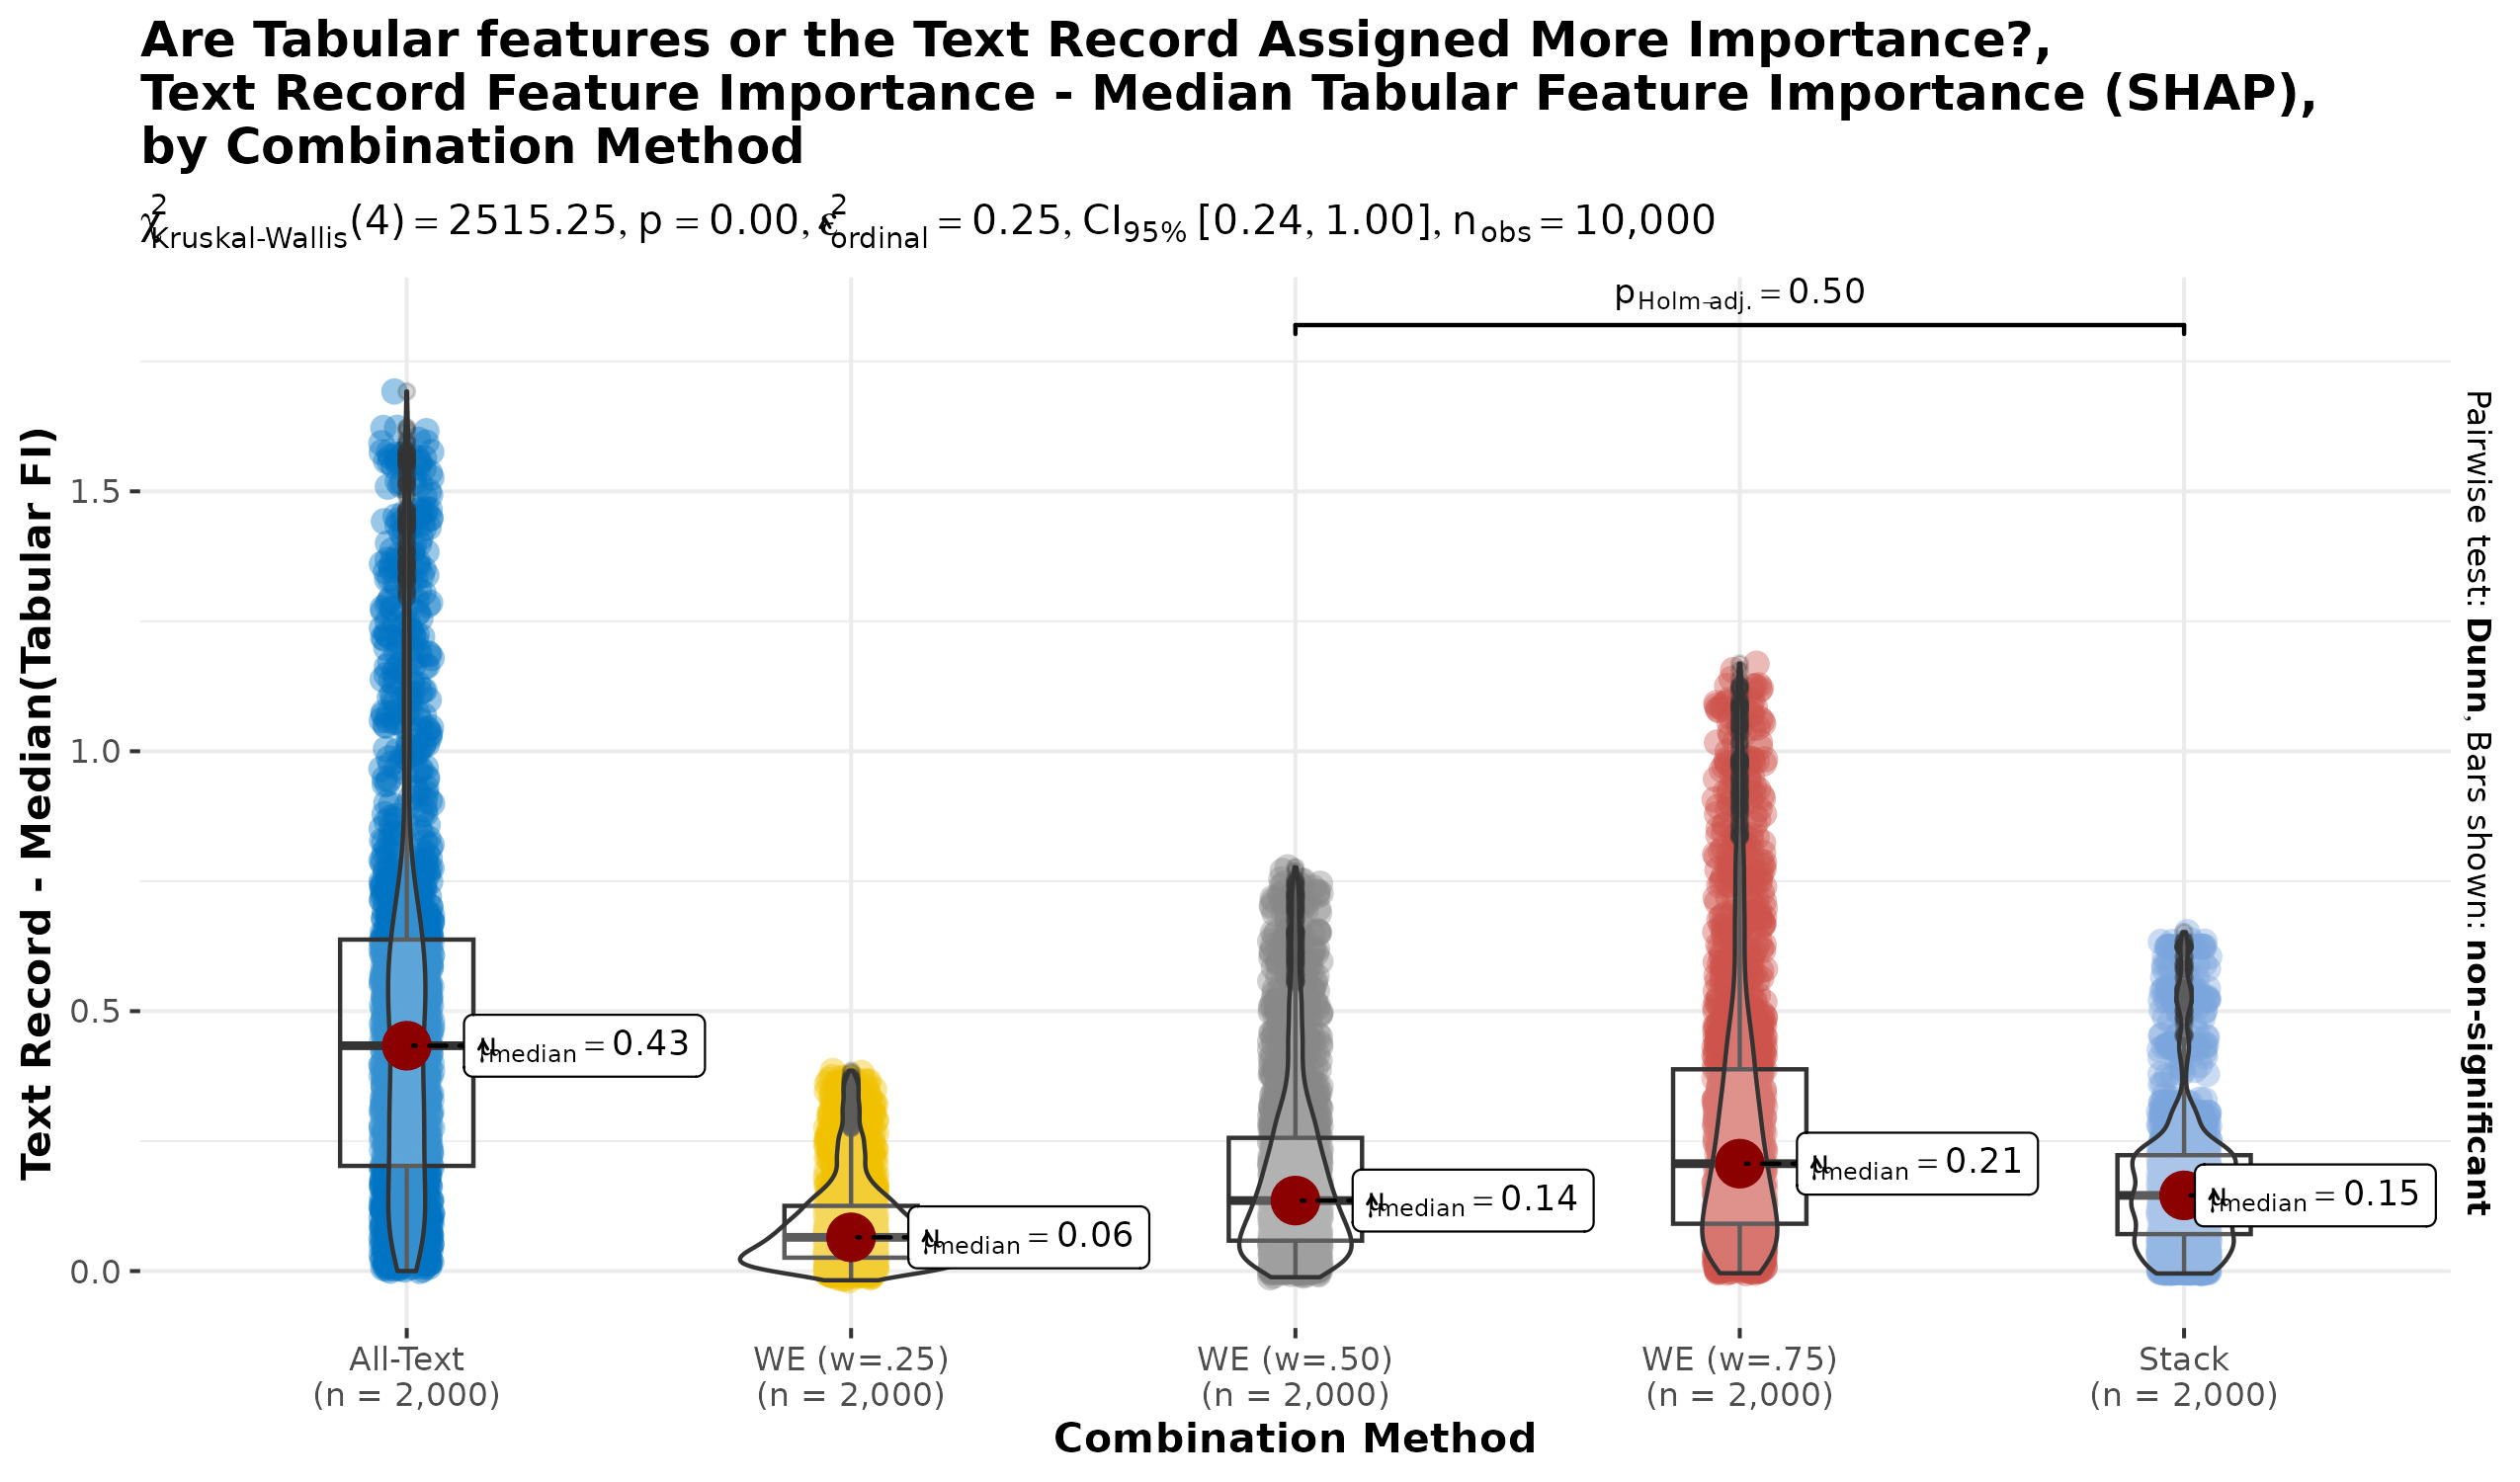 Are Tabular features or the Text Record Assigned More Importance?,
Text Record Feature Importance - Median Tabular Feature Importance (SHAP),
by Combination Method
χ²Kruskal-Wallis(4) = 2515.25, p = 0.00, ε̂²ordinal = 0.25, CI95% [0.24, 1.00], nobs = 10,000
pHolm-adj. = 0.50
Text Record - Median(Tabular FI)
1.5
1.0
0.5
0.0
μ̂median = 0.43
μ̂median = 0.06
μ̂median = 0.14
μ̂median = 0.21
μ̂median = 0.15
Pairwise test: Dunn, Bars shown: non-significant
All-Text
(n = 2,000)
WE (w=.25)
(n = 2,000)
WE (w=.50)
(n = 2,000)
WE (w=.75)
(n = 2,000)
Stack
(n = 2,000)
Combination Method